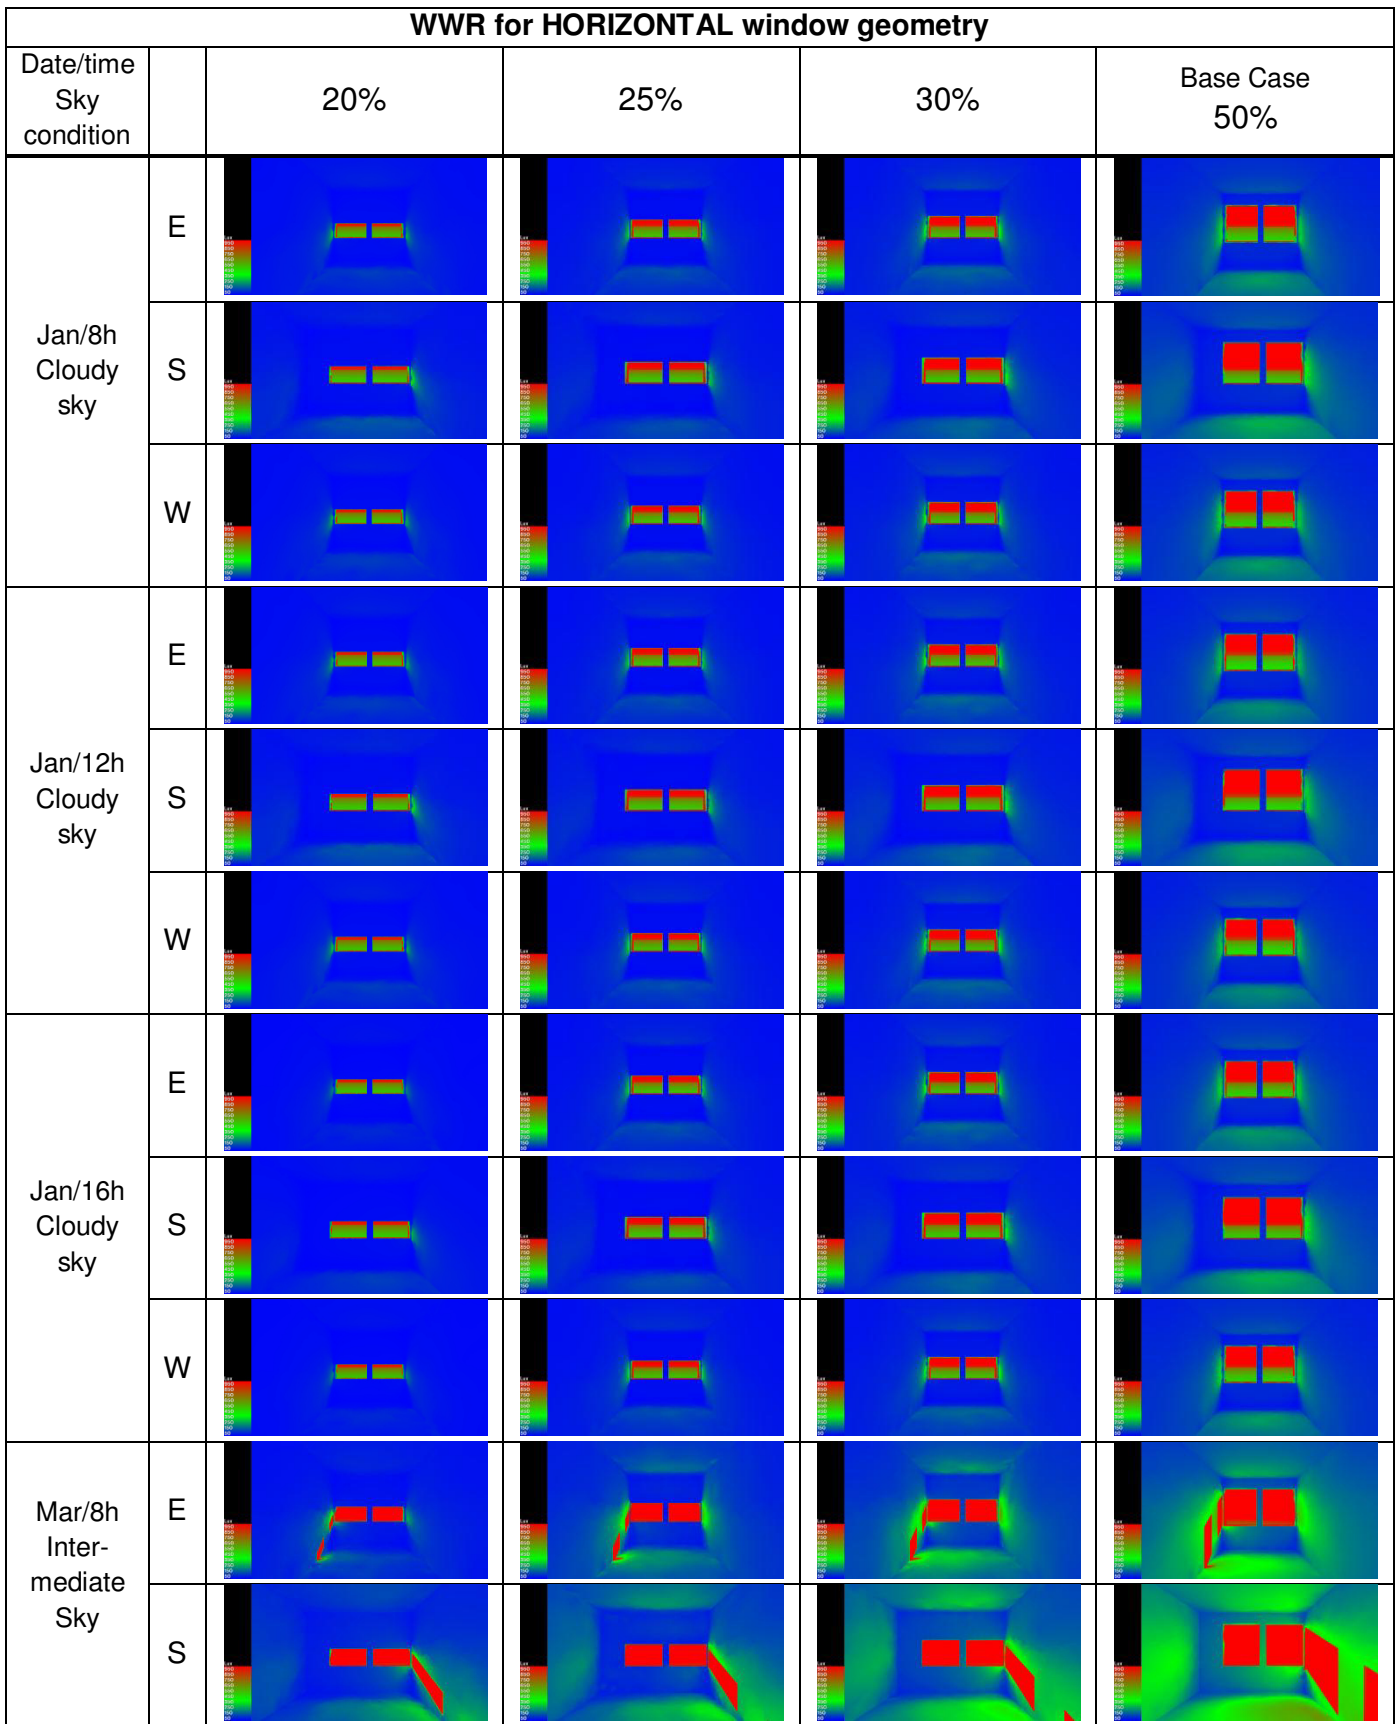 WWR for HORIZONTAL window geometry
Date/time
Sky
condition
20%
25%
30%
Base Case
50%
Jan/8h
Cloudy
sky
E
S
W
Jan/12h
Cloudy
sky
E
S
W
Jan/16h
Cloudy
sky
E
S
W
Mar/8h
Inter-
mediate
Sky
E
S